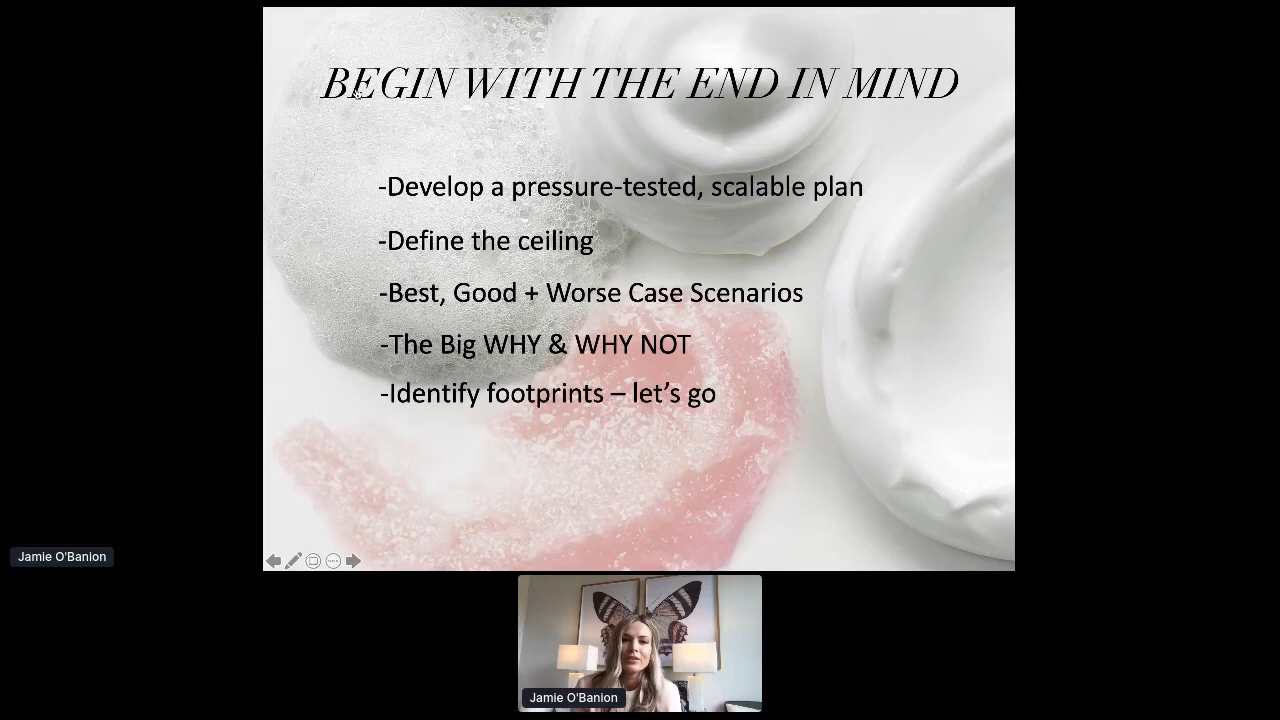 BEGIN WITH THE END IN MIND
-Develop a pressure-tested, scalable plan
-Define the ceiling
-Best, Good + Worse Case Scenarios
-The Big WHY & WHY NOT
-Identify footprints – let’s go
Jamie O'Banion
Jamie O'Banion